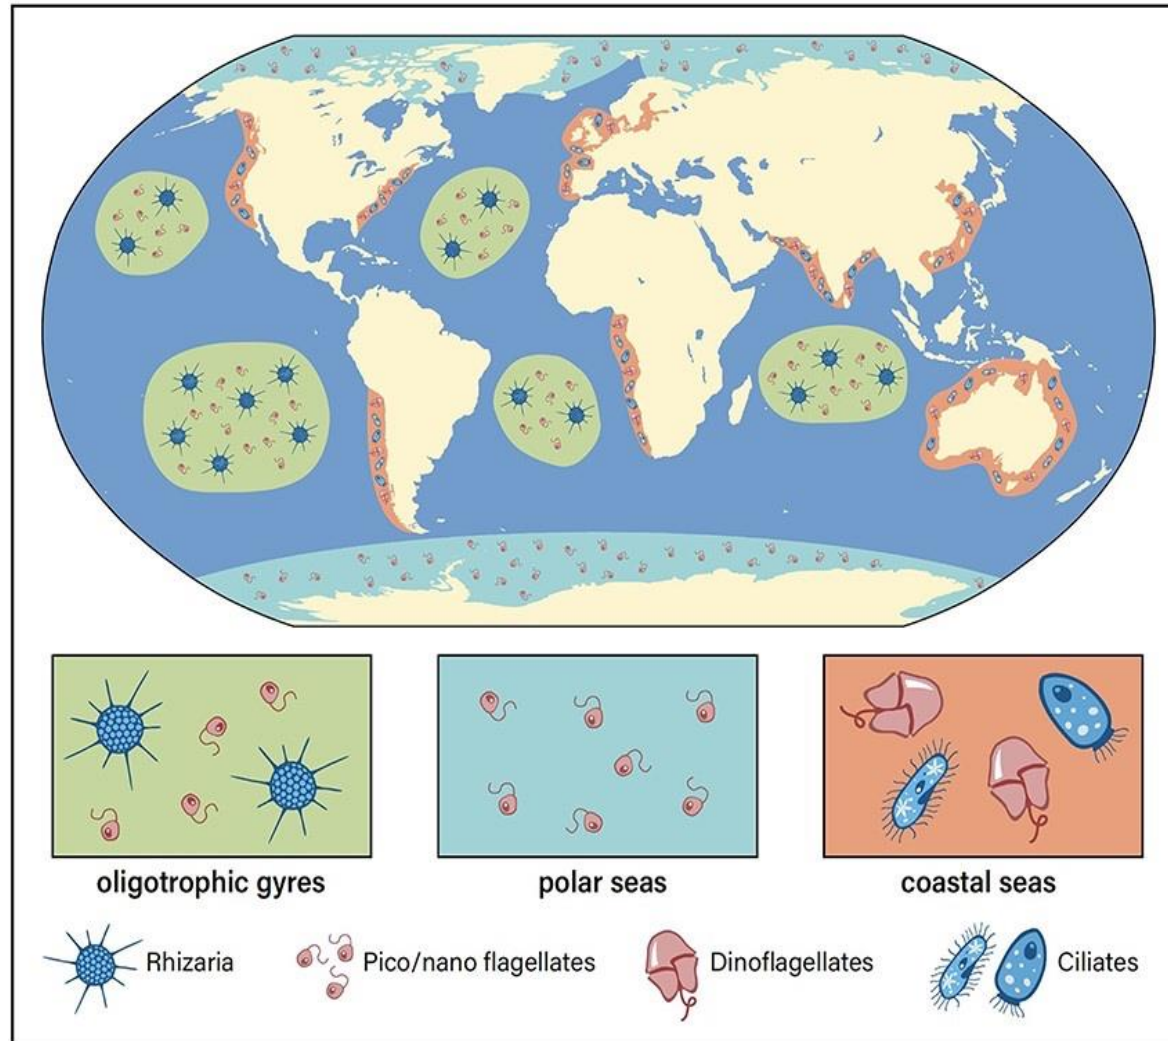 oligotrophic gyres
polar seas
coastal seas
Rhizaria
Pico/nano flagellates
Dinoflagellates
Ciliates